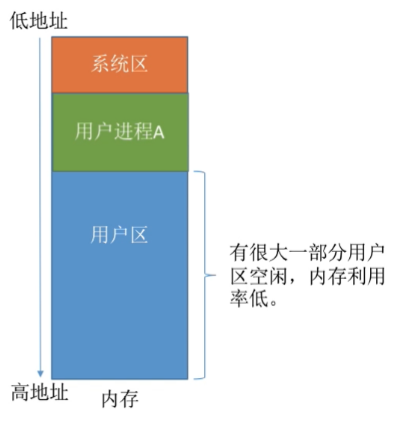 低地址
系统区
用户进程A
用户区
有很大一部分用户
区空闲，内存利用
率低。
高地址
内存